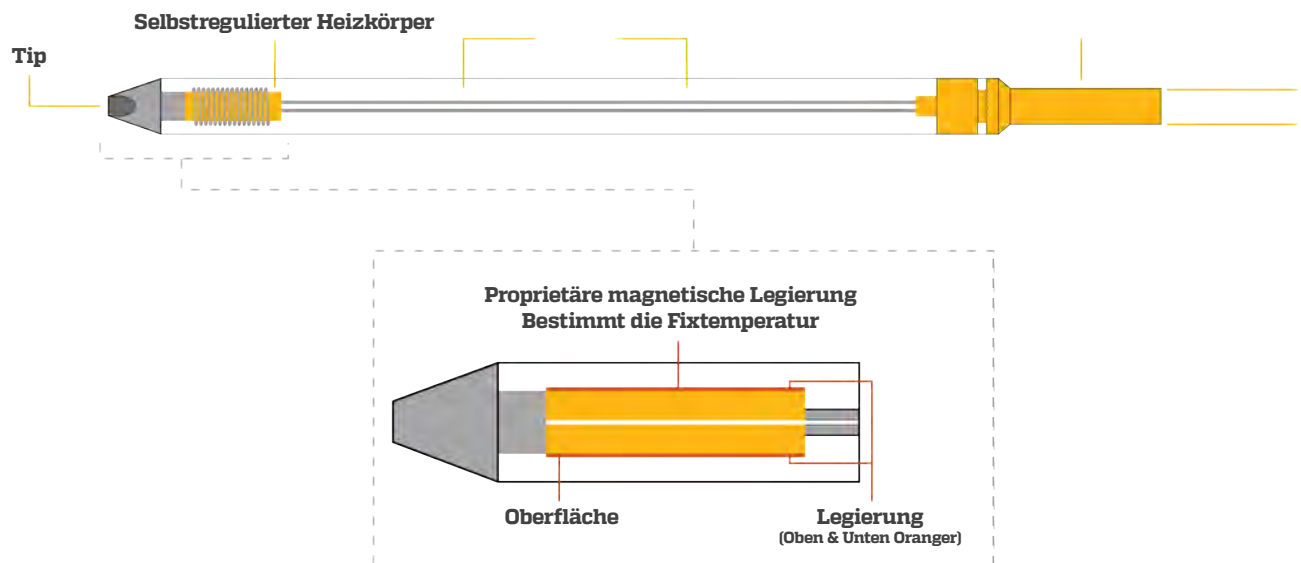 Selbstregulierter Heizkörper
Tip
Proprietäre magnetische Legierung
Bestimmt die Fixtemperatur
Oberfläche
Legierung
(Oben & Unten Oranger)